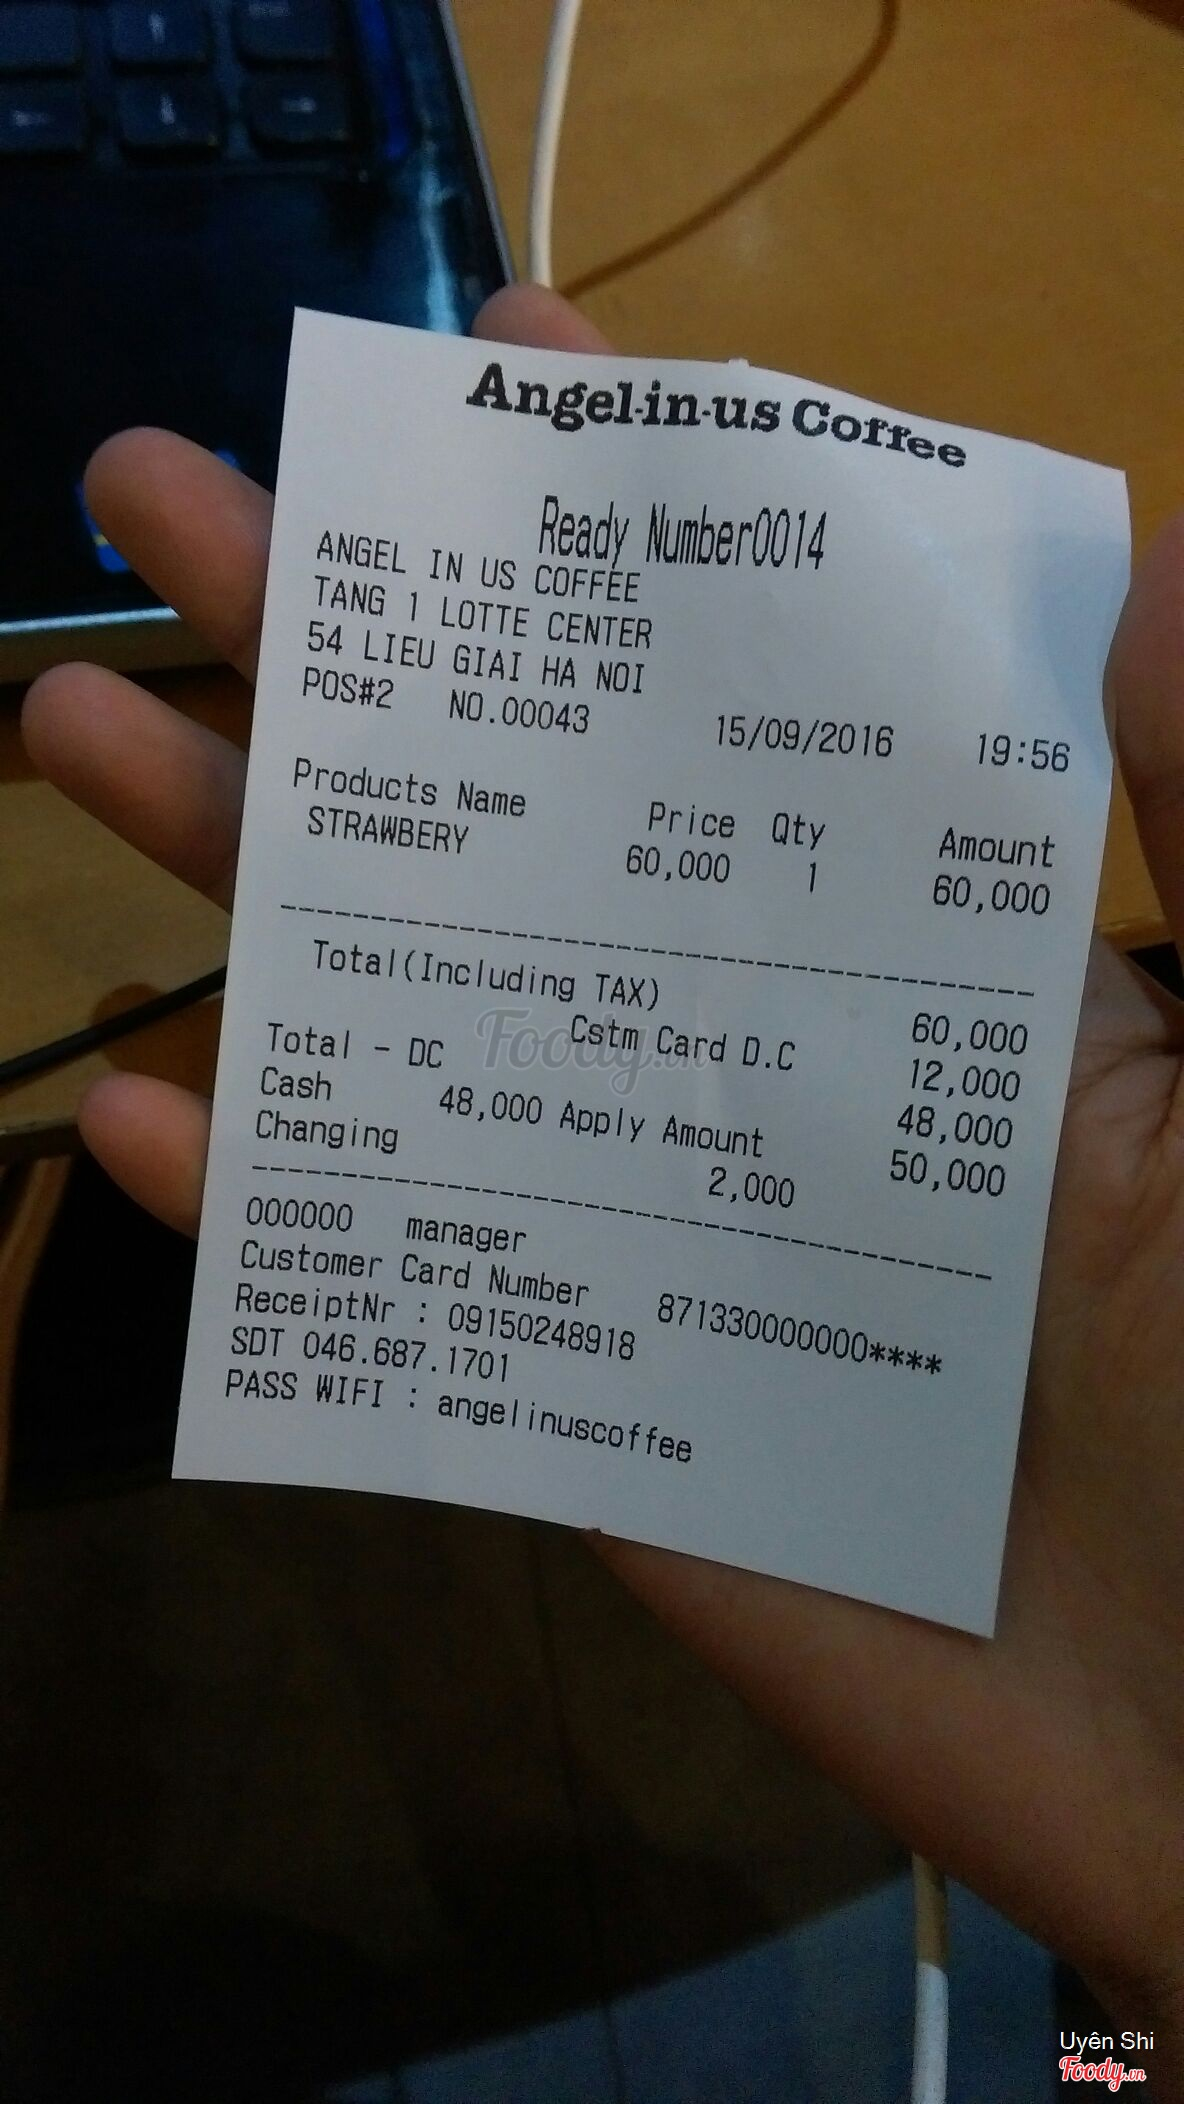 Angel-in-us Coffee
Ready Number0014
ANGEL IN US COFFEE
TANG 1 LOTTE CENTER
54 LIEU GIAI HA NOI
POS#2 NO.00043 15/09/2016 19:56
Products Name Price Qty Amount
STRAWBERY 60,000 1 60,000
Total(Including TAX) 60,000
Cstm Card D.C 12,000
Total - DC 48,000
Cash 48,000 Apply Amount 50,000
Changing 2,000
000000 manager
Customer Card Number 871330000000****
ReceiptNr : 09150248918
SDT 046.687.1701
PASS WIFI : angelinuscoffee
Foody.vn
Uyên Shi
Foody.vn